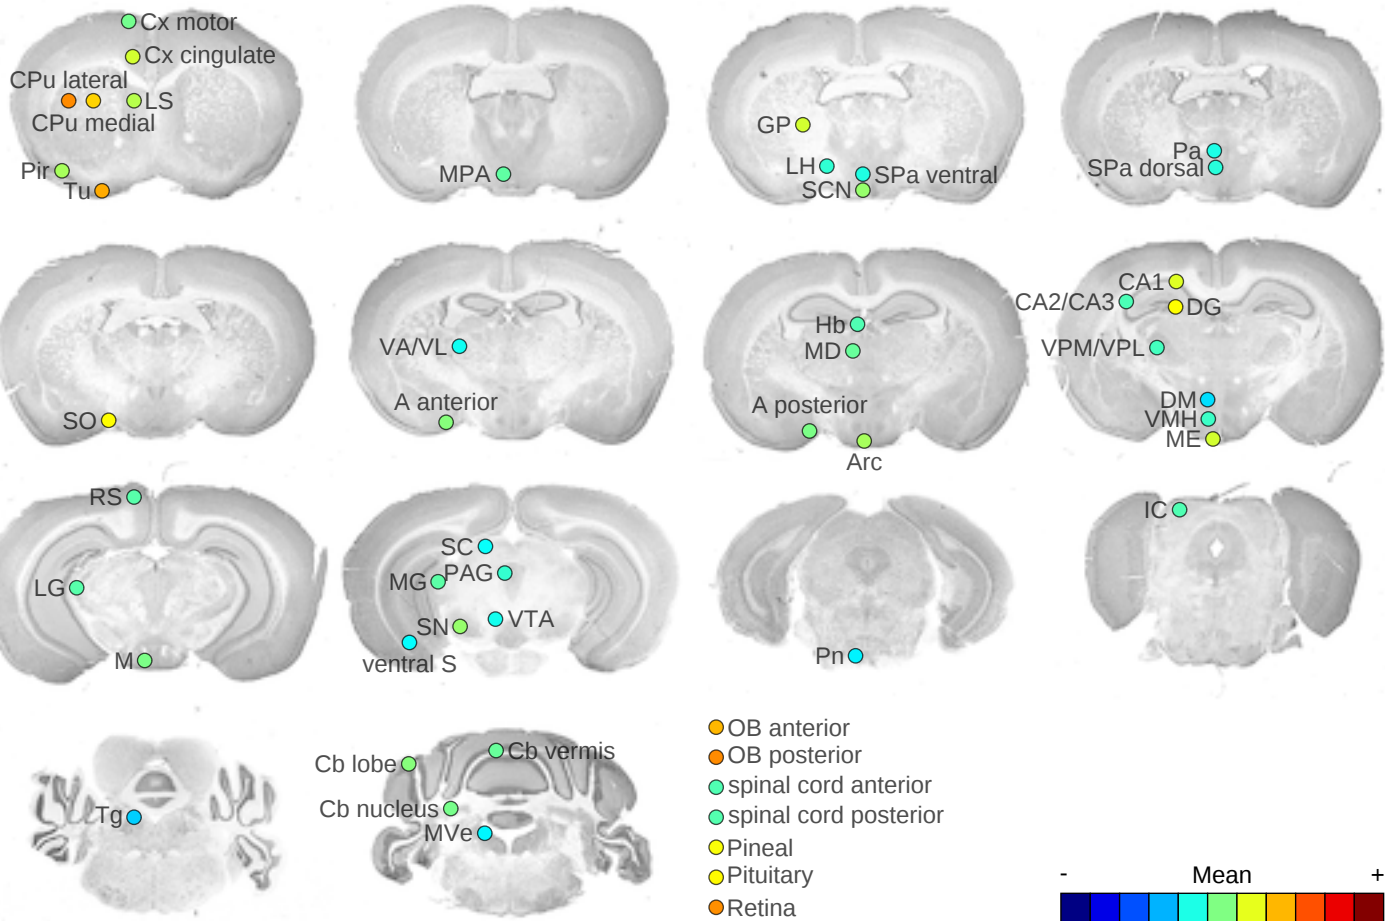 Cx motor
Cx cingulate
CPu lateral
LS
CPu medial
Pir
Tu
MPA
GP
LH
SPa ventral
SCN
Pa
SPa dorsal
SO
VA/VL
A anterior
Hb
MD
A posterior
Arc
CA1
CA2/CA3
DG
VPM/VPL
DM
VMH
ME
RS
LG
M
SC
MG
PAG
SN
VTA
ventral S
Pn
IC
Tg
Cb lobe
Cb vermis
Cb nucleus
MVe
OB anterior
OB posterior
spinal cord anterior
spinal cord posterior
Pineal
Pituitary
Retina
- Mean +